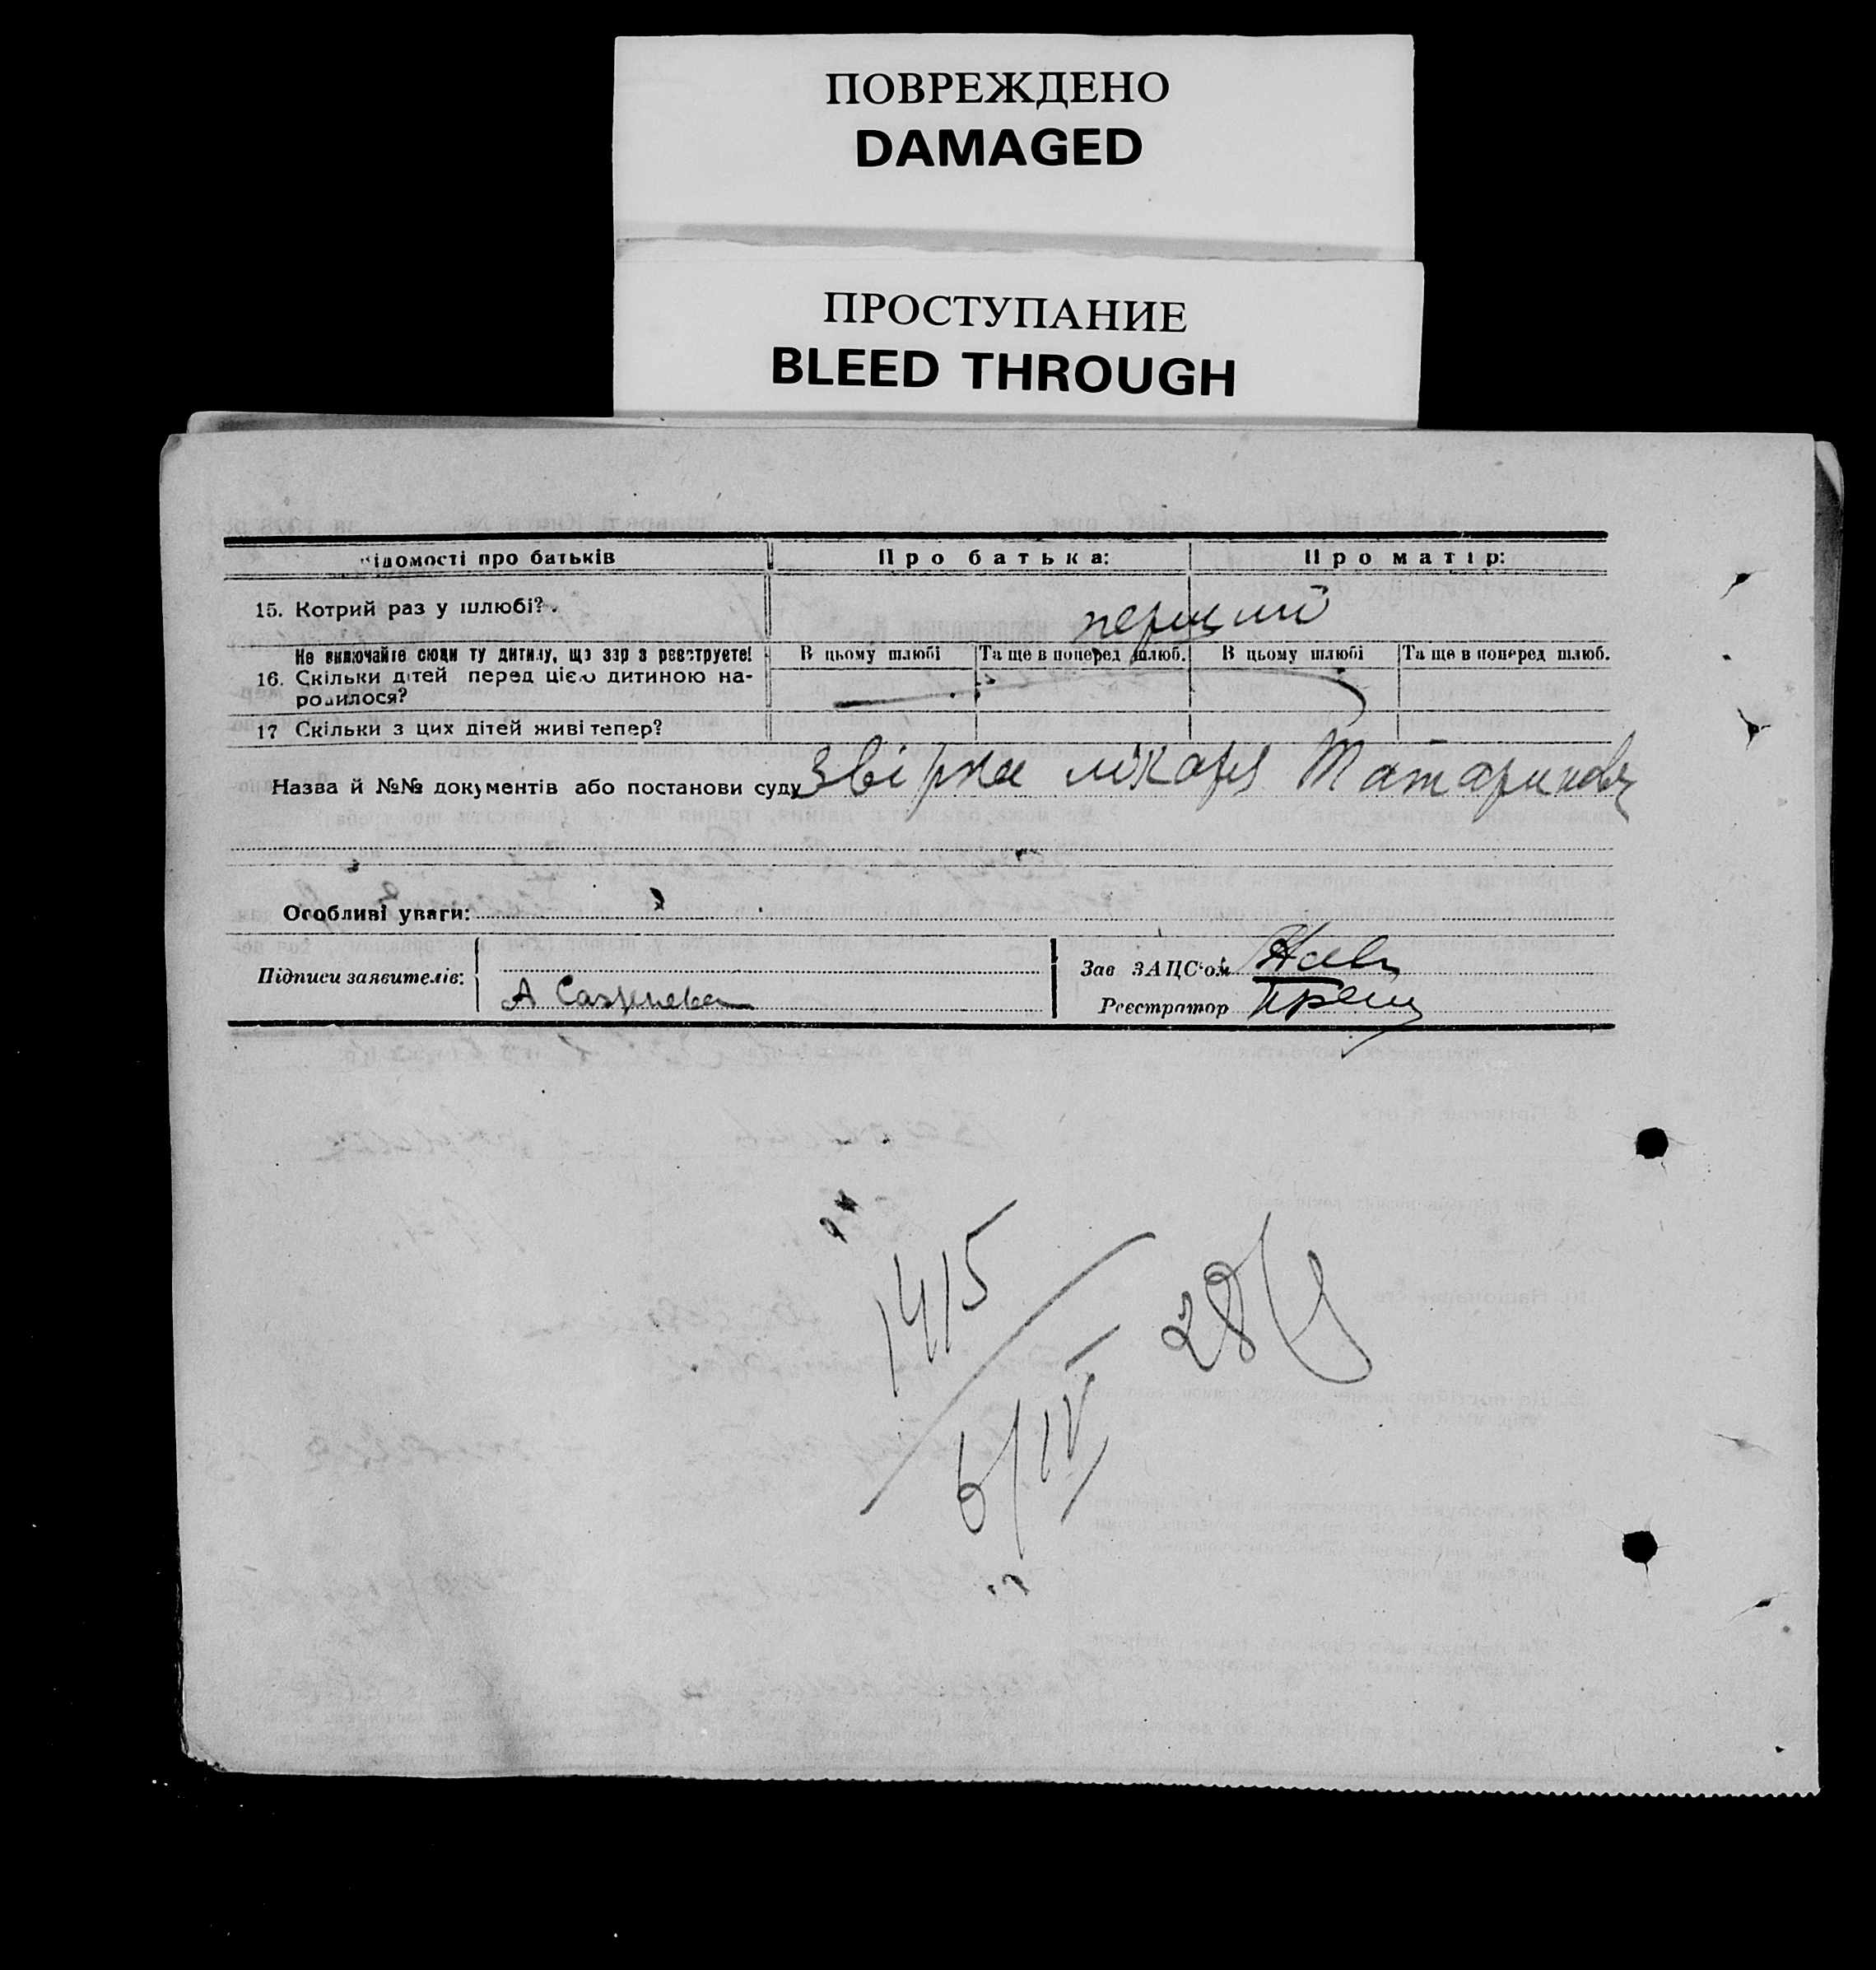 ПОВРЕЖДЕНО
DAMAGED
ПРОСТУПАНИЕ
BLEED THROUGH
відомості про батьків
Про батька:
Про матір:
15. Котрий раз у шлюбі?.
перший
Не включайте сюди ту дитину, що зараз реєструєте!
16. Скільки дітей перед цією дитиною на-
родилося?
В цьому шлюбі
Та ще в поперед шлюб.
В цьому шлюбі
Та ще в поперед шлюб.
17 Скільки з цих дітей живі тепер?
Назва й №№ документів або постанови суду лікаря
Особливі уваги:
Підписи заявителів:
А
Зав ЗАЦС'ом
Реєстратор
1415
6/IV 28